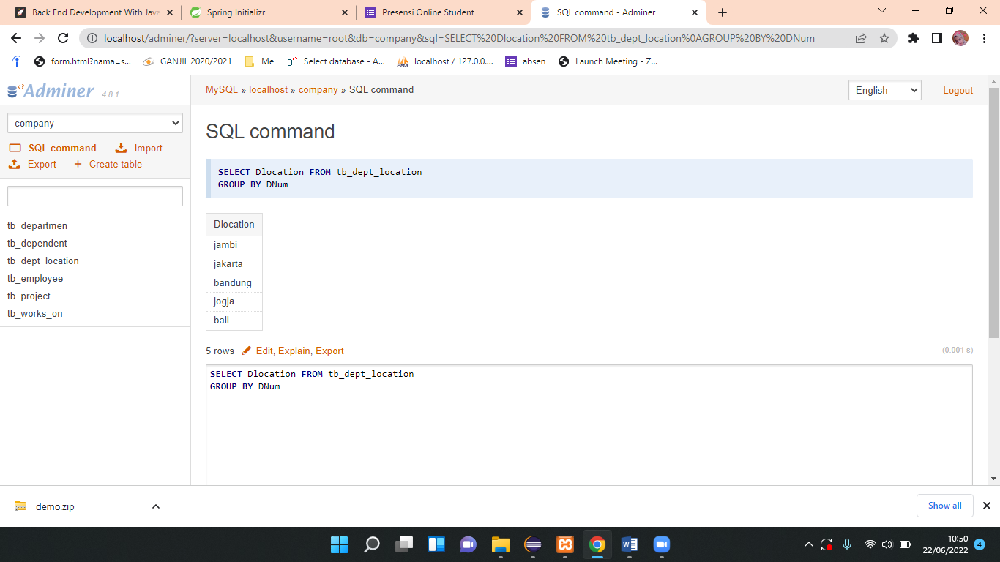 Back End Development With Java
Spring Initializr
Presensi Online Student
SQL command - Adminer
localhost/adminer/?server=localhost&username=root&db=company&sql=SELECT%20Dlocation%20FROM%20tb_dept_location%0AGROUP%20BY%20DNum
form.html?nama=s...
GANJIL 2020/2021
Me
Select database - A...
localhost / 127.0.0....
absen
Launch Meeting - Z...
Adminer 4.8.1
MySQL » localhost » company » SQL command
English
Logout
company
SQL command
Import
Export
Create table
tb_departmen
tb_dependent
tb_dept_location
tb_employee
tb_project
tb_works_on
SQL command
SELECT Dlocation FROM tb_dept_location
GROUP BY DNum
Dlocation
jambi
jakarta
bandung
jogja
bali
5 rows Edit, Explain, Export
(0.001 s)
SELECT Dlocation FROM tb_dept_location
GROUP BY DNum
demo.zip
Show all
10:50
22/06/2022
4